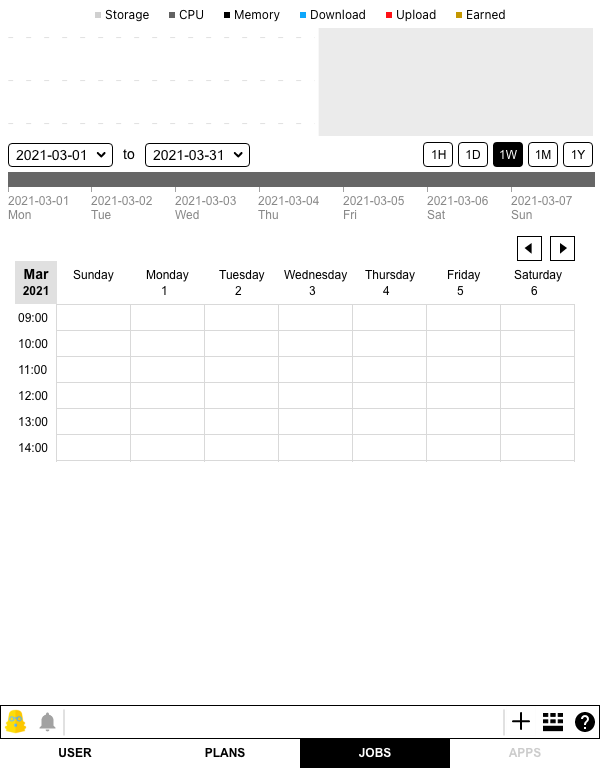 Storage CPU Memory Download Upload Earned
2021-03-01 to 2021-03-31 1H 1D 1W 1M 1Y
2021-03-01 2021-03-02 2021-03-03 2021-03-04 2021-03-05 2021-03-06 2021-03-07
Mon Tue Wed Thu Fri Sat Sun
Mar Sunday Monday Tuesday Wednesday Thursday Friday Saturday
2021 1 2 3 4 5 6
09:00
10:00
11:00
12:00
13:00
14:00
USER PLANS JOBS APPS